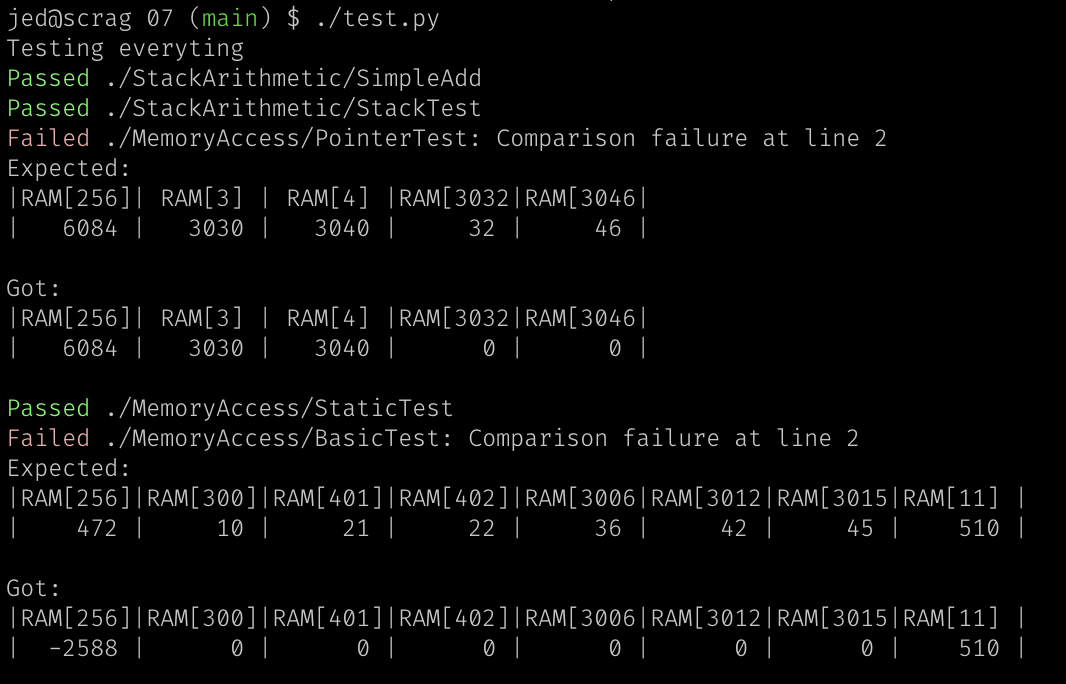 jed@scrag 07 (main) $ ./test.py
Testing everyting
Passed ./StackArithmetic/SimpleAdd
Passed ./StackArithmetic/StackTest
Failed ./MemoryAccess/PointerTest: Comparison failure at line 2
Expected:
|RAM[256]| RAM[3] | RAM[4] |RAM[3032|RAM[3046|
|   6084 |   3030 |   3040 |     32 |     46 |

Got:
|RAM[256]| RAM[3] | RAM[4] |RAM[3032|RAM[3046|
|   6084 |   3030 |   3040 |      0 |      0 |

Passed ./MemoryAccess/StaticTest
Failed ./MemoryAccess/BasicTest: Comparison failure at line 2
Expected:
|RAM[256]|RAM[300]|RAM[401]|RAM[402]|RAM[3006|RAM[3012|RAM[3015|RAM[11] |
|    472 |     10 |     21 |     22 |     36 |     42 |     45 |    510 |

Got:
|RAM[256]|RAM[300]|RAM[401]|RAM[402]|RAM[3006|RAM[3012|RAM[3015|RAM[11] |
|  -2588 |      0 |      0 |      0 |      0 |      0 |      0 |    510 |